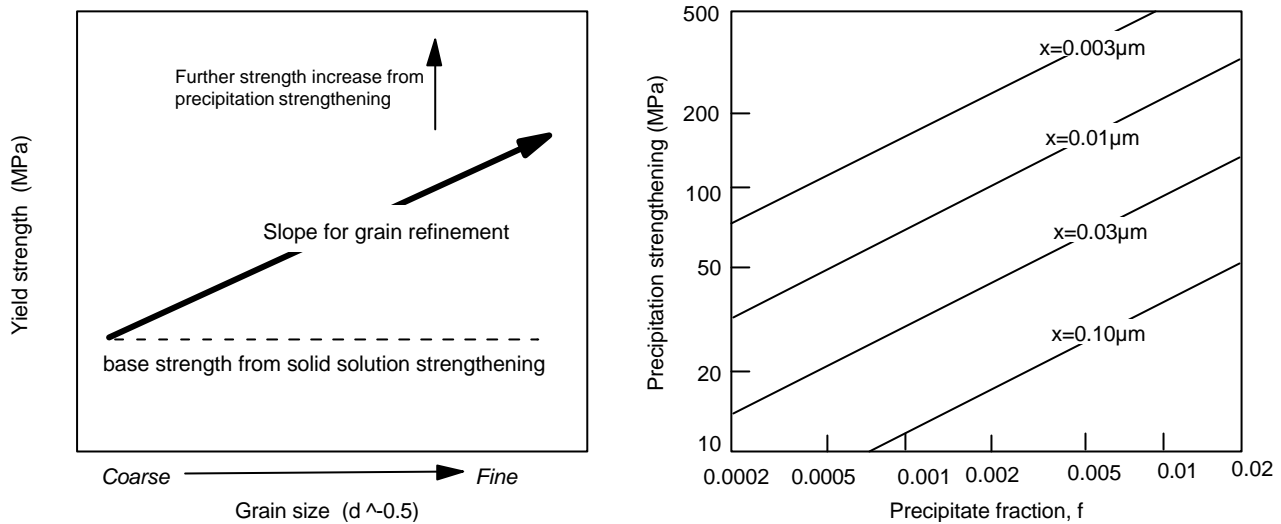 Yield strength (MPa)
Further strength increase from
precipitation strengthening
Slope for grain refinement
base strength from solid solution strengthening
Coarse
Fine
Grain size (d ^-0.5)
Precipitation strengthening (MPa)
500
200
100
50
20
10
x=0.003µm
x=0.01µm
x=0.03µm
x=0.10µm
0.0002
0.0005
0.001
0.002
0.005
0.01
0.02
Precipitate fraction, f